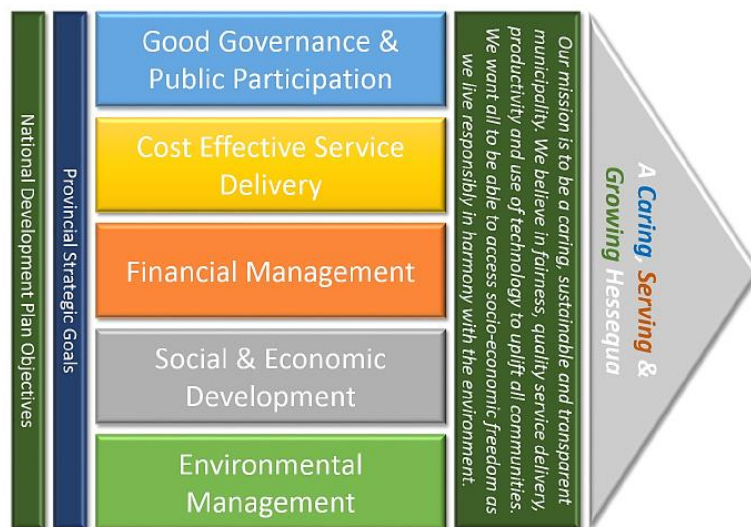 National Development Plan Objectives
Provincial Strategic Goals
Good Governance &
Public Participation
Cost Effective Service
Delivery
Financial Management
Social & Economic
Development
Environmental
Management
Our mission is to be a caring, sustainable and transparent
municipality. We believe in fairness, quality service delivery,
productivity and use of technology to uplift all communities.
We want all to be able to access socio-economic freedom as
we live responsibly in harmony with the environment.
A Caring, Serving &
Growing Hessequa